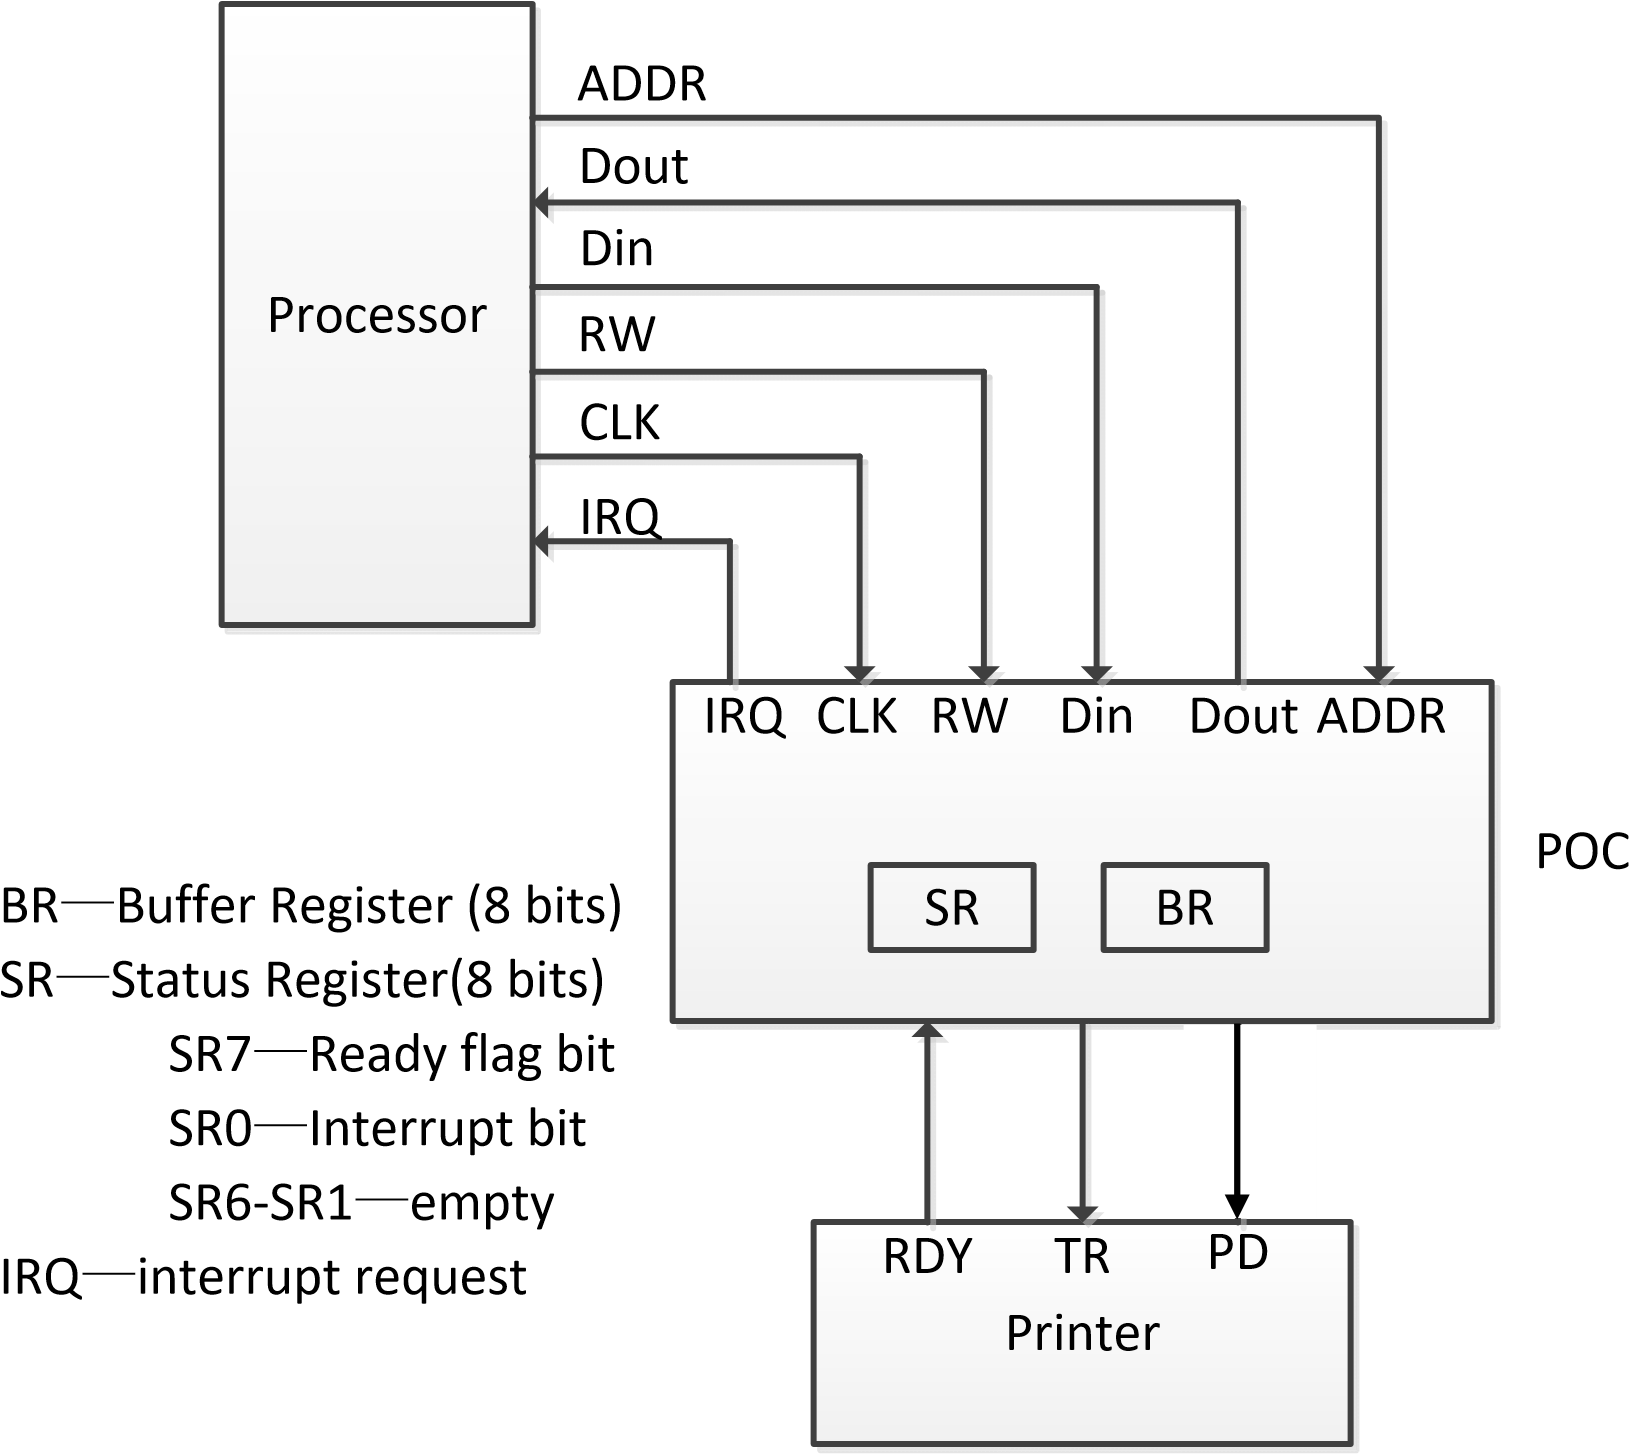 ADDR
Dout
Din
Processor
RW
CLK
IRQ
IRQ CLK RW Din Dout ADDR
POC
SR BR
BR—Buffer Register (8 bits)
SR—Status Register(8 bits)
SR7—Ready flag bit
SR0—Interrupt bit
SR6-SR1—empty
IRQ—interrupt request
RDY TR PD
Printer